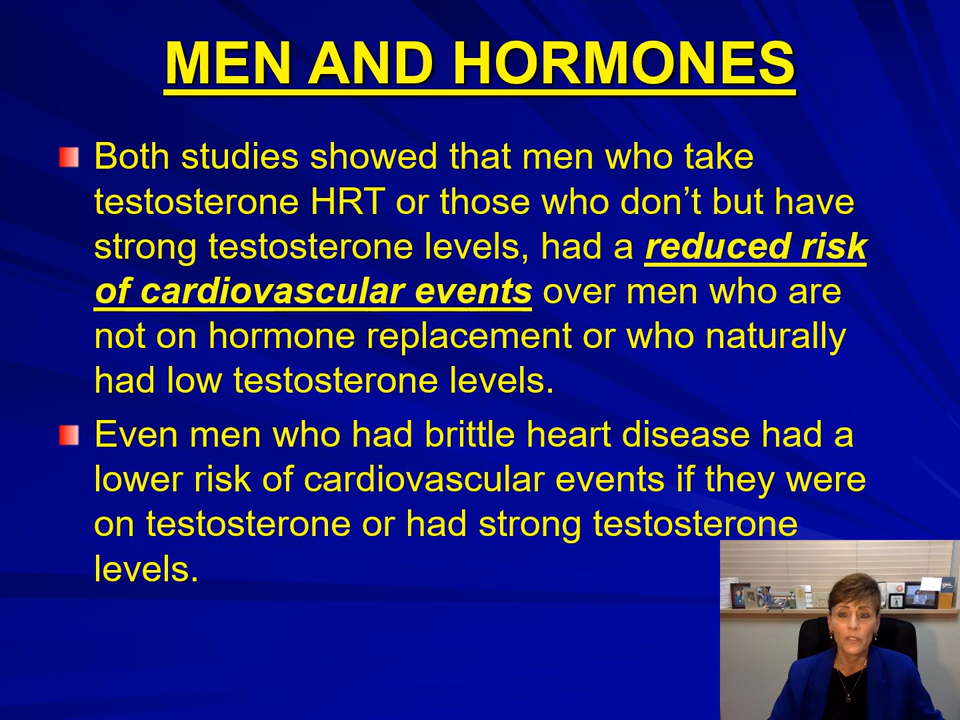 MEN AND HORMONES
Both studies showed that men who take
testosterone HRT or those who don’t but have
strong testosterone levels, had a reduced risk
of cardiovascular events over men who are
not on hormone replacement or who naturally
had low testosterone levels.
Even men who had brittle heart disease had a
lower risk of cardiovascular events if they were
on testosterone or had strong testosterone
levels.